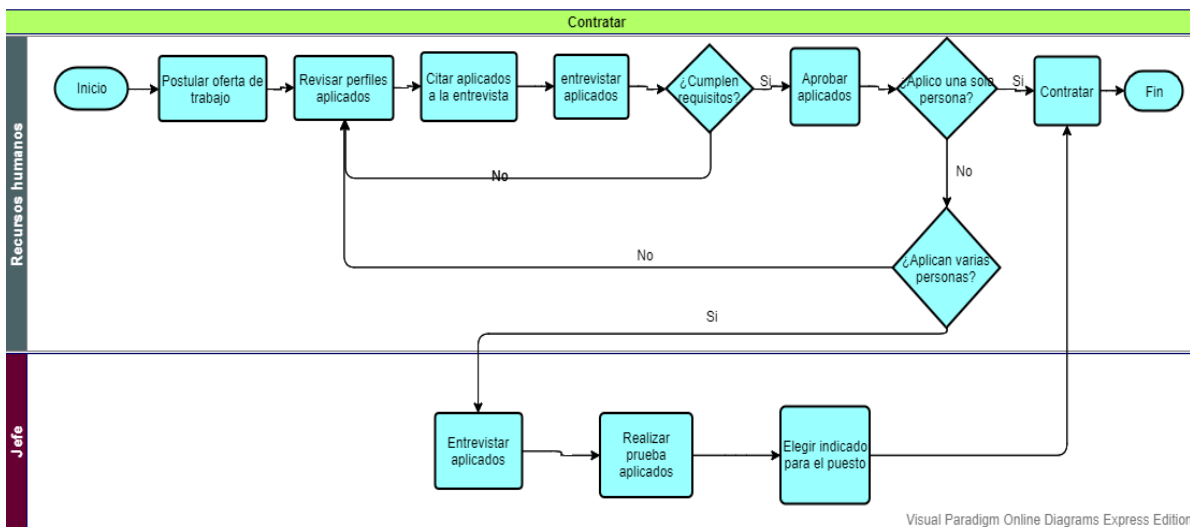 Contratar
Recursos humanos
Inicio
Postular oferta de
trabajo
Revisar perfiles
aplicados
Citar aplicados
a la entrevista
entrevistar
aplicados
¿Cumplen
requisitos?
Si
Aprobar
aplicados
¿Aplico una sola
persona?
Si
Contratar
Fin
No
No
¿Aplican varias
personas?
No
Si
Jefe
Entrevistar
aplicados
Realizar
prueba
aplicados
Elegir indicado
para el puesto
Visual Paradigm Online Diagrams Express Edition